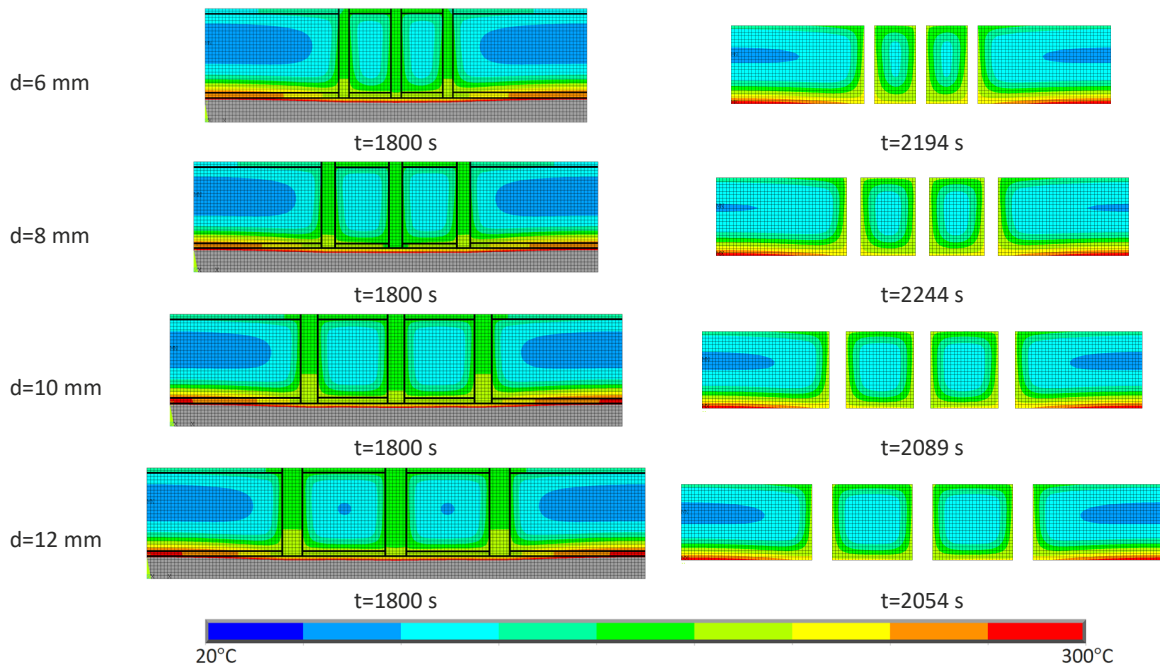 d=6 mm
t=1800 s
t=2194 s
d=8 mm
t=1800 s
t=2244 s
d=10 mm
t=1800 s
t=2089 s
d=12 mm
t=1800 s
t=2054 s
20°C
300°C